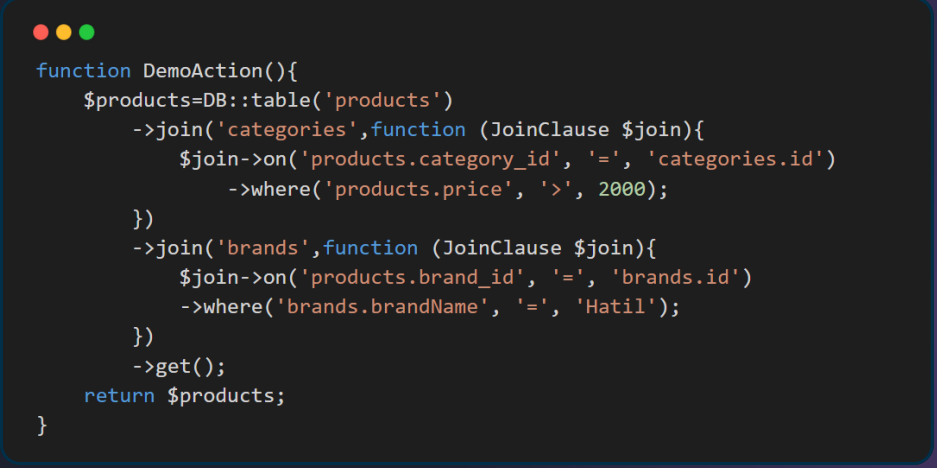 function DemoAction(){
    $products=DB::table('products')
        ->join('categories',function (JoinClause $join){
            $join->on('products.category_id', '=', 'categories.id')
                ->where('products.price', '>', 2000);
        })
        ->join('brands',function (JoinClause $join){
            $join->on('products.brand_id', '=', 'brands.id')
            ->where('brands.brandName', '=', 'Hatil');
        })
        ->get();
    return $products;
}